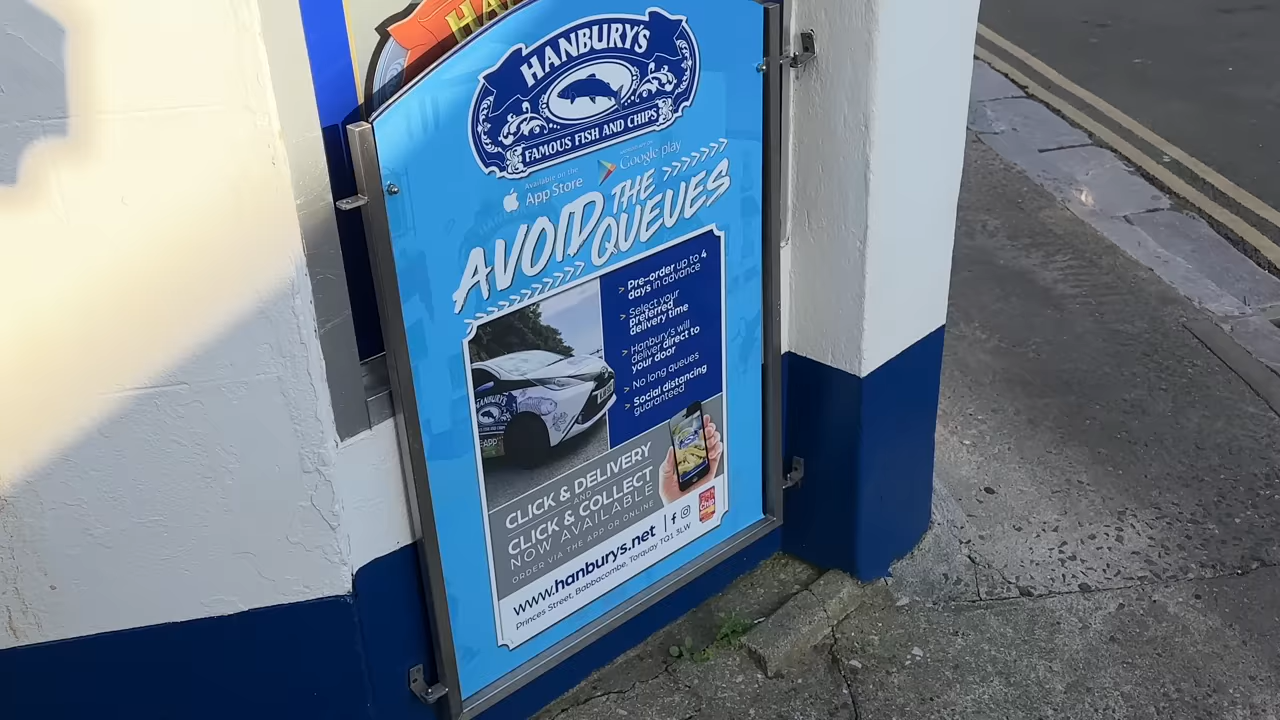 HAN
HANBURY'S
FAMOUS FISH AND CHIPS
Available on the
App Store
Google play
AVOID THE
QUEUES
> Pre-order up to 4
days in advance
> Select your
preferred
delivery time
> Hanbury's will
deliver direct to
your door
> No long queues
> Social distancing
guaranteed
HANBURY'S
CLICK & DELIVERY
AND
CLICK & COLLECT
NOW AVAILABLE
ORDER VIA THE APP OR ONLINE
www.hanburys.net
Princes Street, Babbacombe, Torquay TQ1 3LW